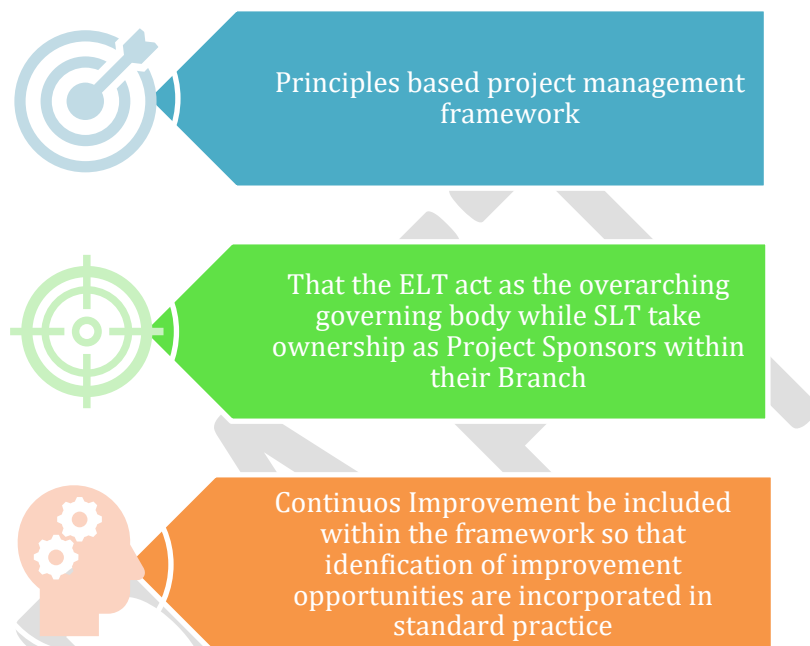 Principles based project management
framework
That the ELT act as the overarching
governing body while SLT take
ownership as Project Sponsors within
their Branch
Continuos Improvement be included
within the framework so that
idenfication of improvement
opportunities are incorporated in
standard practice